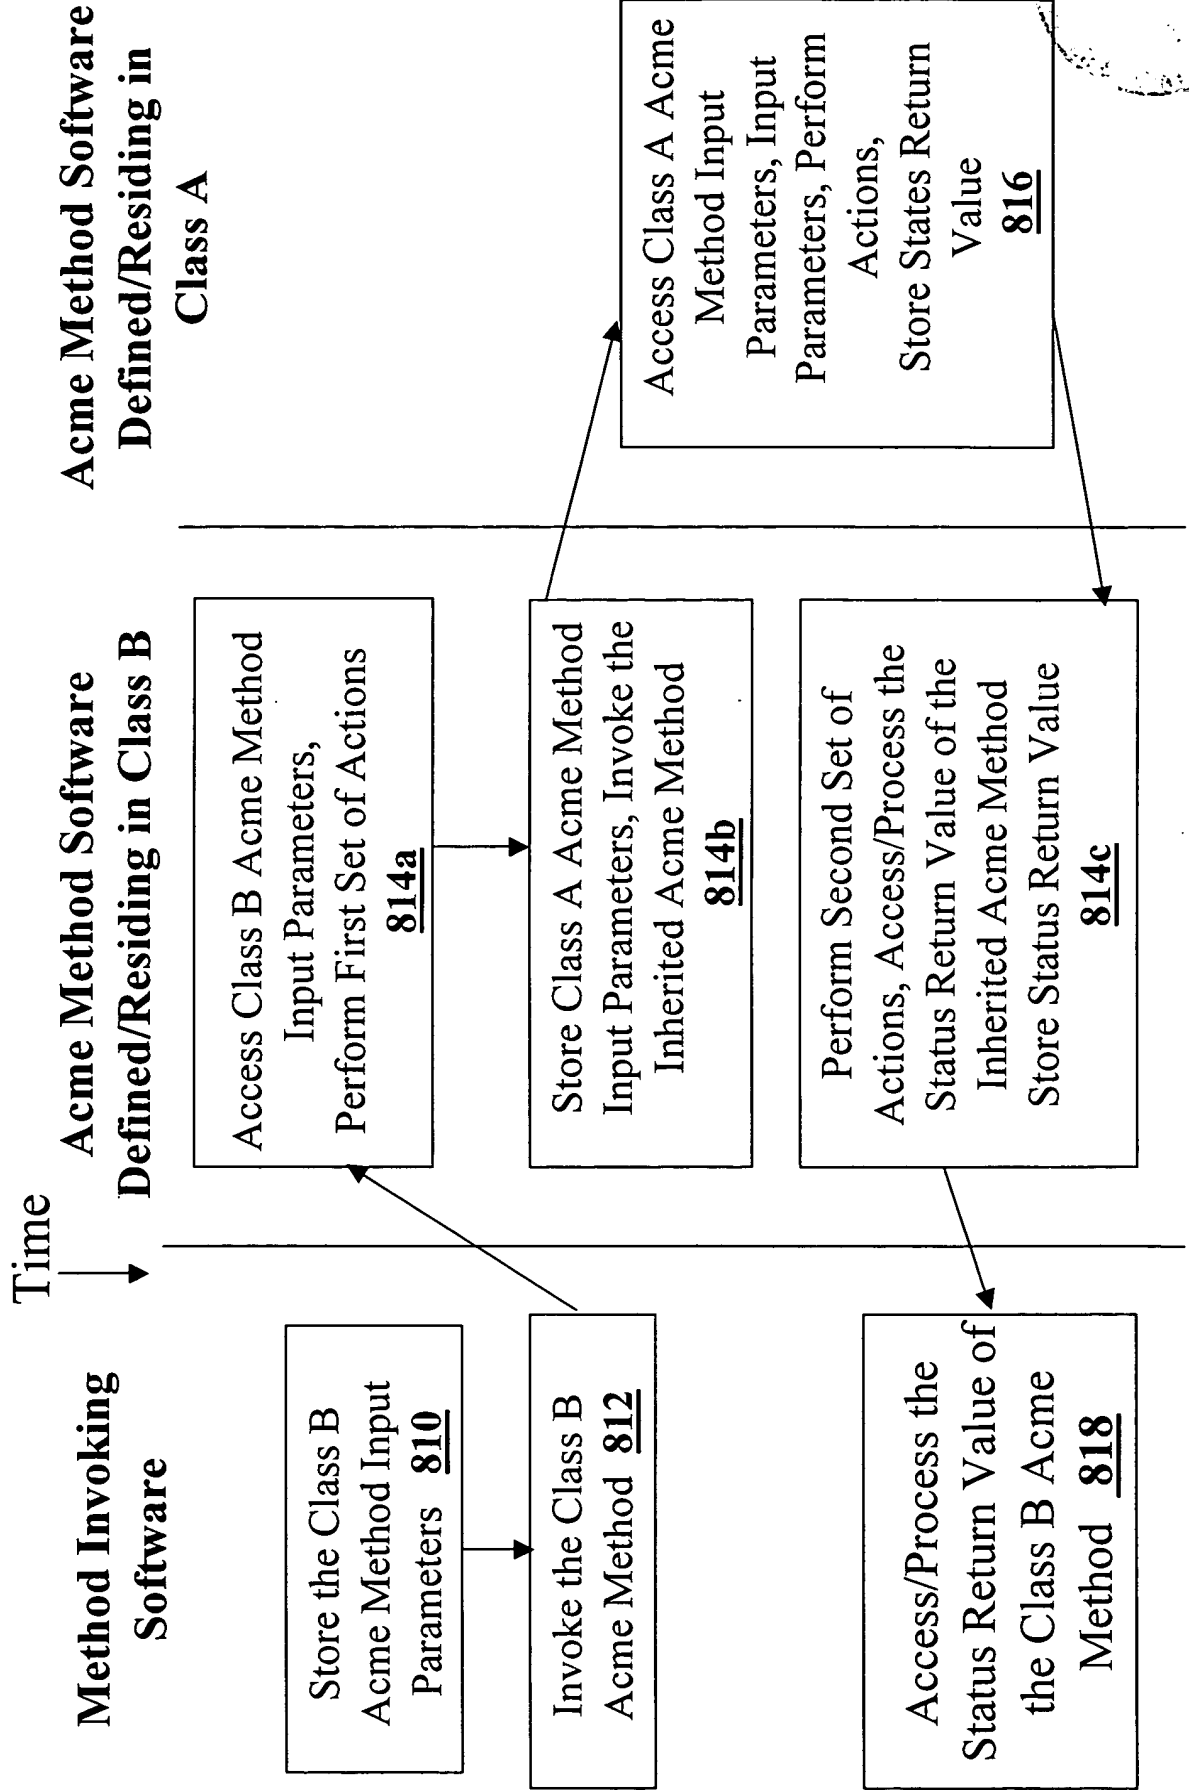 Time
Method Invoking
Software
Store the Class B
Acme Method Input
Parameters 810
Invoke the Class B
Acme Method 812
Access/Process the
Status Return Value of
the Class B Acme
Method 818
Acme Method Software
Defined/Residing in Class B
Access Class B Acme Method
Input Parameters,
Perform First Set of Actions
814a
Store Class A Acme Method
Input Parameters, Invoke the
Inherited Acme Method
814b
Perform Second Set of
Actions, Access/Process the
Status Return Value of the
Inherited Acme Method
Store Status Return Value
814c
Acme Method Software
Defined/Residing in
Class A
Access Class A Acme
Method Input
Parameters, Input
Parameters, Perform
Actions,
Store States Return
Value
816